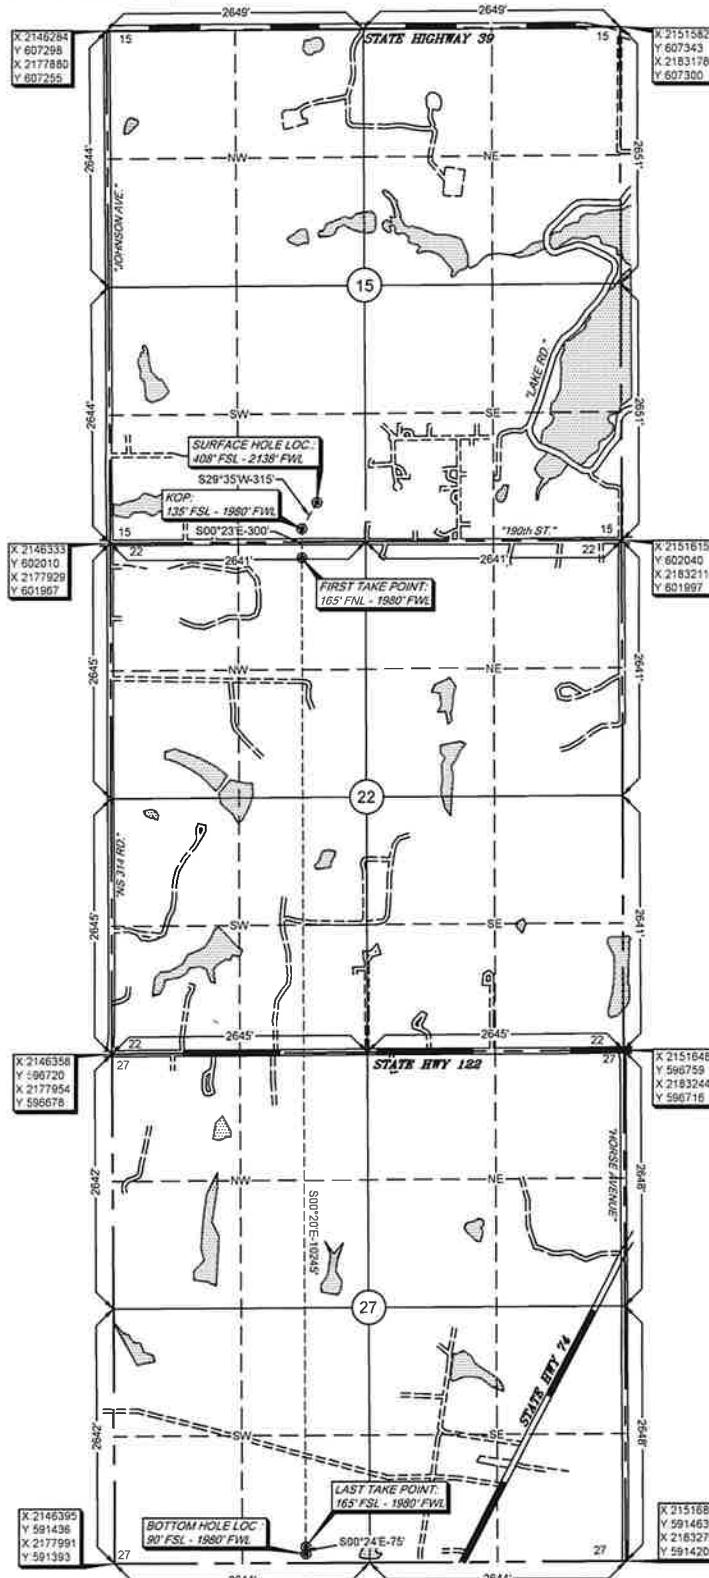 2649'
2649'
X:2146284
Y:607298
X:2177880
Y:607255
X:2151582
Y:607343
X:2183178
Y:607300
15
STATE HIGHWAY 39
15
NW
NE
2644'
2651'
"JOHNSON AVE."
15
"LAKE RD."
2644'
2651'
SW
SE
SURFACE HOLE LOC.:
408' FSL - 2138' FWL
S29°35'W-315'
KOP:
135' FSL - 1980' FWL
S00°23'E-300'
"190th ST."
15
15
X:2146333
Y:602010
X:2177929
Y:601967
22
2641'
2641'
22
X:2151615
Y:602040
X:2183211
Y:601997
FIRST TAKE POINT:
165' FNL - 1980' FWL
2645'
NW
NE
2641'
22
"NS 314 RD."
2645'
SW
SE
2641'
2645'
2645'
22
22
X:2146358
Y:596720
X:2177954
Y:596678
27
STATE HWY 122
27
X:2151648
Y:596759
X:2183244
Y:596716
"HORSE AVENUE"
2642'
NW
NE
2648'
S00°20'E-10245'
27
STATE HWY 74
2642'
SW
SE
2648'
LAST TAKE POINT:
165' FSL - 1980' FWL
BOTTOM HOLE LOC.:
90' FSL - 1980' FWL
S00°24'E-75'
X:2146395
Y:591436
X:2177991
Y:591393
27
27
Y:591463
Y:591420